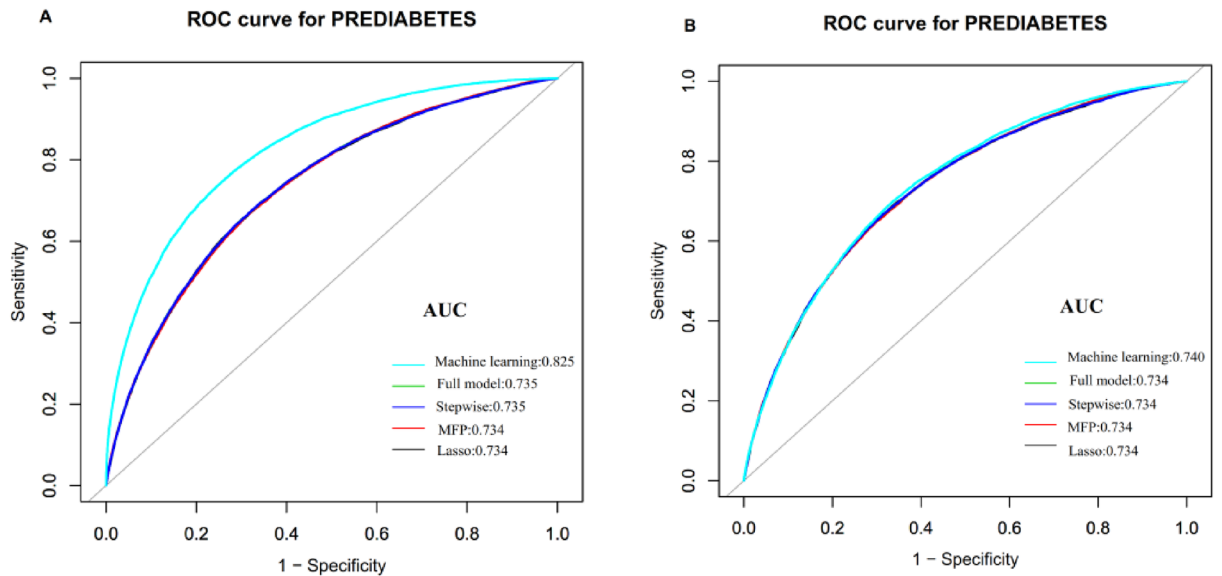 A
ROC curve for PREDIABETES
1.0
0.8
0.6
0.4
0.2
0.0
Sensitivity
AUC
Machine learning:0.825
Full model:0.735
Stepwise:0.735
MFP:0.734
Lasso:0.734
0.0 0.2 0.4 0.6 0.8 1.0
1 − Specificity
B
ROC curve for PREDIABETES
1.0
0.8
0.6
0.4
0.2
0.0
Sensitivity
AUC
Machine learning:0.740
Full model:0.734
Stepwise:0.734
MFP:0.734
Lasso:0.734
0.0 0.2 0.4 0.6 0.8 1.0
1 − Specificity